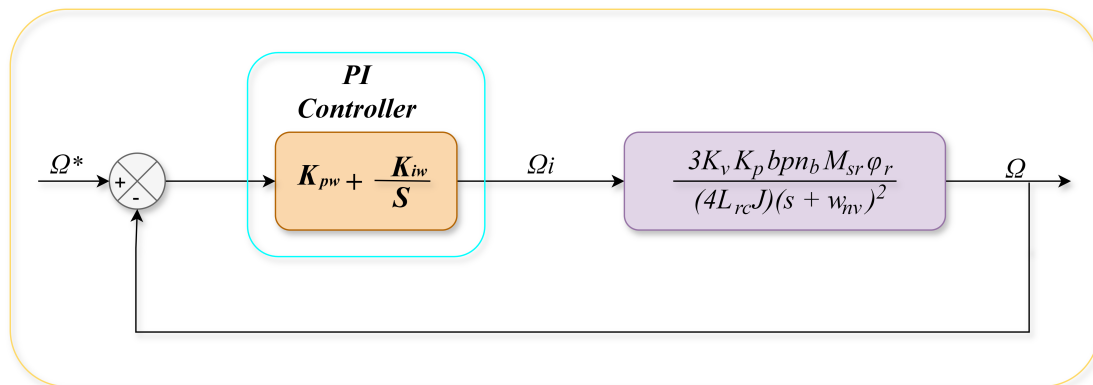 PI
Controller
Ω*
+
-
K_pw + K_iw / S
Ωi
3K_v K_p bpn_b M_sr φ_r
(4L_rc J)(s + w_nv)^2
Ω